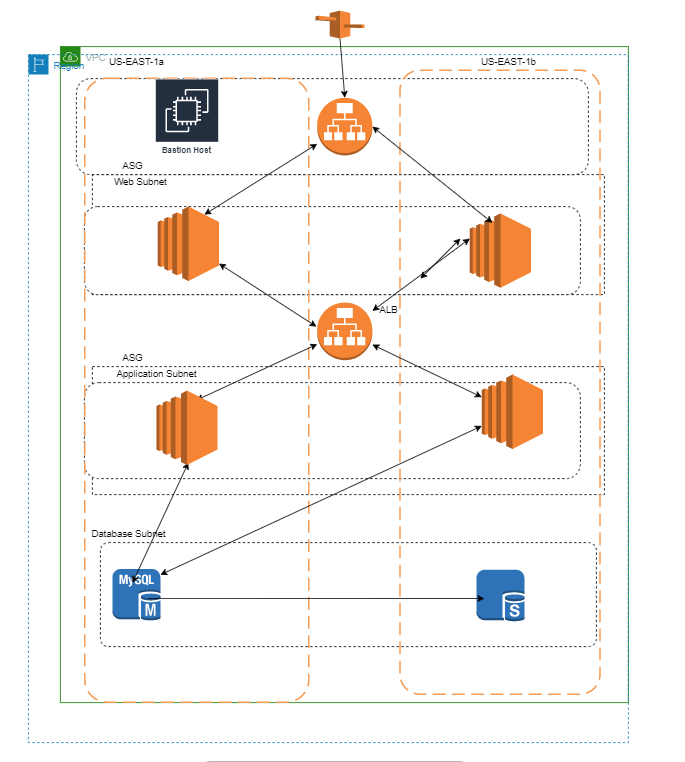 VPC
US-EAST-1a
US-EAST-1b
Region
Bastion Host
ASG
Web Subnet
ALB
ASG
Application Subnet
Database Subnet
MySQL
M
S